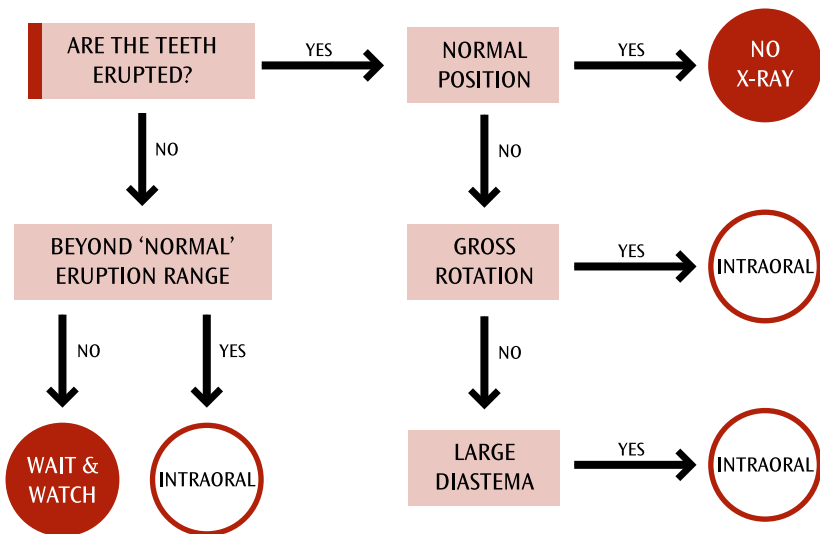 ARE THE TEETH
ERUPTED?
YES
NORMAL
POSITION
YES
NO
X-RAY
NO
NO
BEYOND ‘NORMAL’
ERUPTION RANGE
GROSS
ROTATION
YES
INTRAORAL
NO
YES
NO
WAIT &
WATCH
INTRAORAL
LARGE
DIASTEMA
YES
INTRAORAL